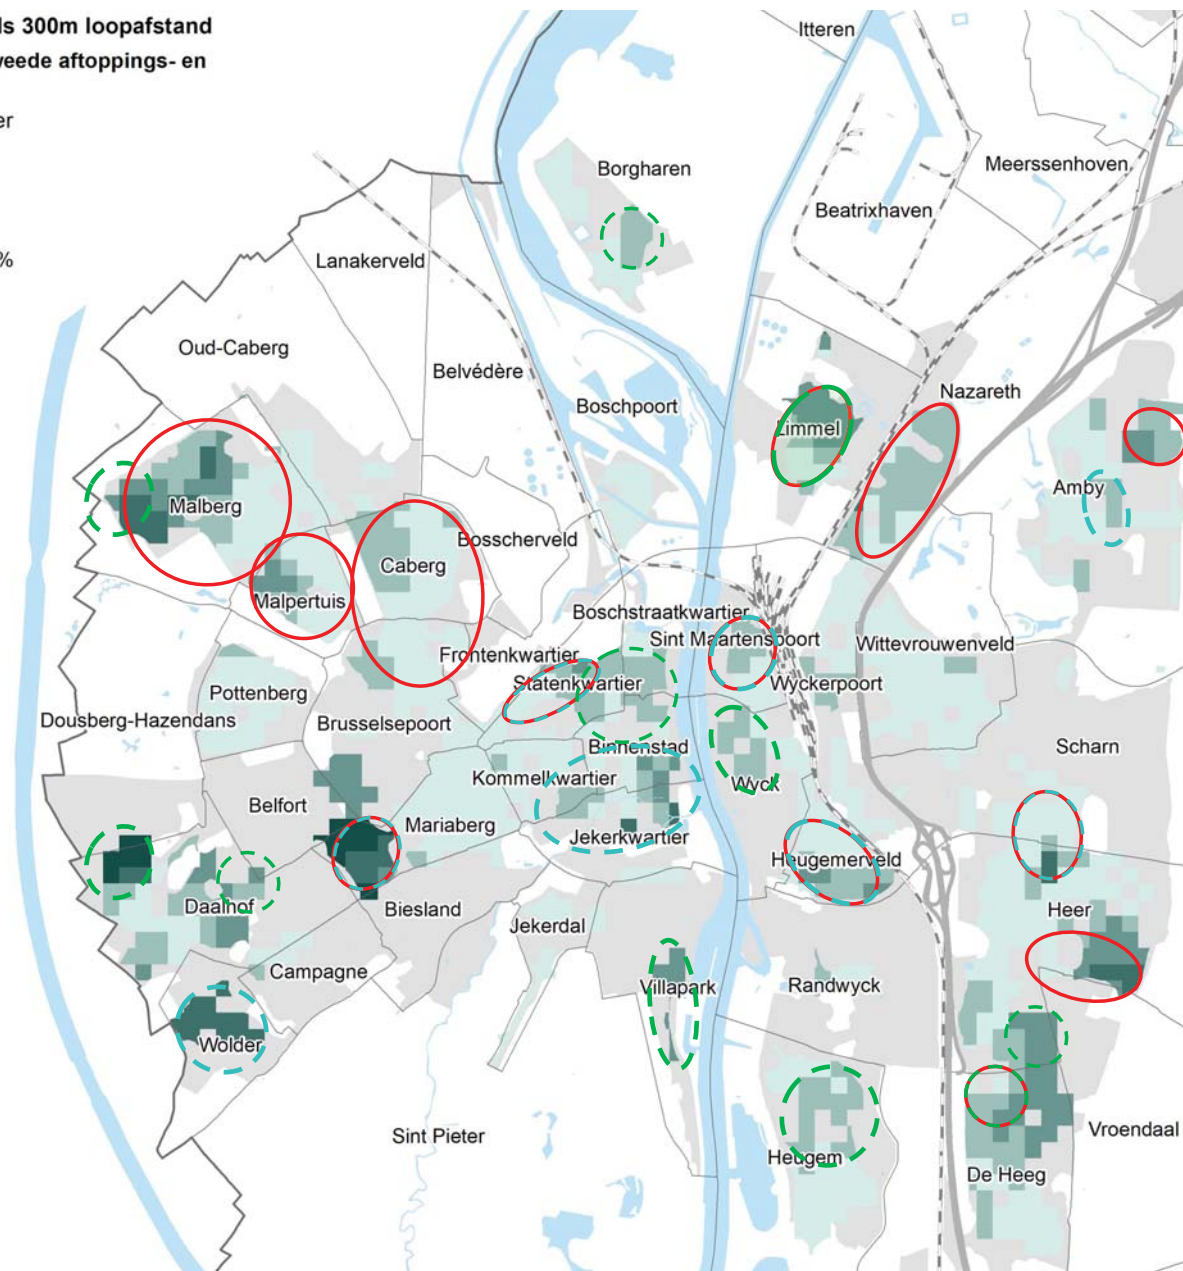 ls 300m loopafstand
weede aftoppings- en
er
%
Itteren
Borgharen
Meerssenhoven
Beatrixhaven
Lanakerveld
Oud-Caberg
Belvédère
Boschpoort
Nazareth
Limmel
Amby
Malberg
Bosscherveld
Caberg
Malpertuis
Boschstraatkwartier
Sint Maartenspoort
Wittevrouwenveld
Frontenkwartier
Statenkwartier
Wyckerpoort
Pottenberg
Dousberg-Hazendans
Brusselsepoort
Binnenstad
Scharn
Kommelkwartier
Wyck
Belfort
Mariaberg
Jekerkwartier
Heugemerveld
Daalhof
Biesland
Heer
Jekerdal
Campagne
Villapark
Randwyck
Wolder
Sint Pieter
Vroendaal
Heugem
De Heeg